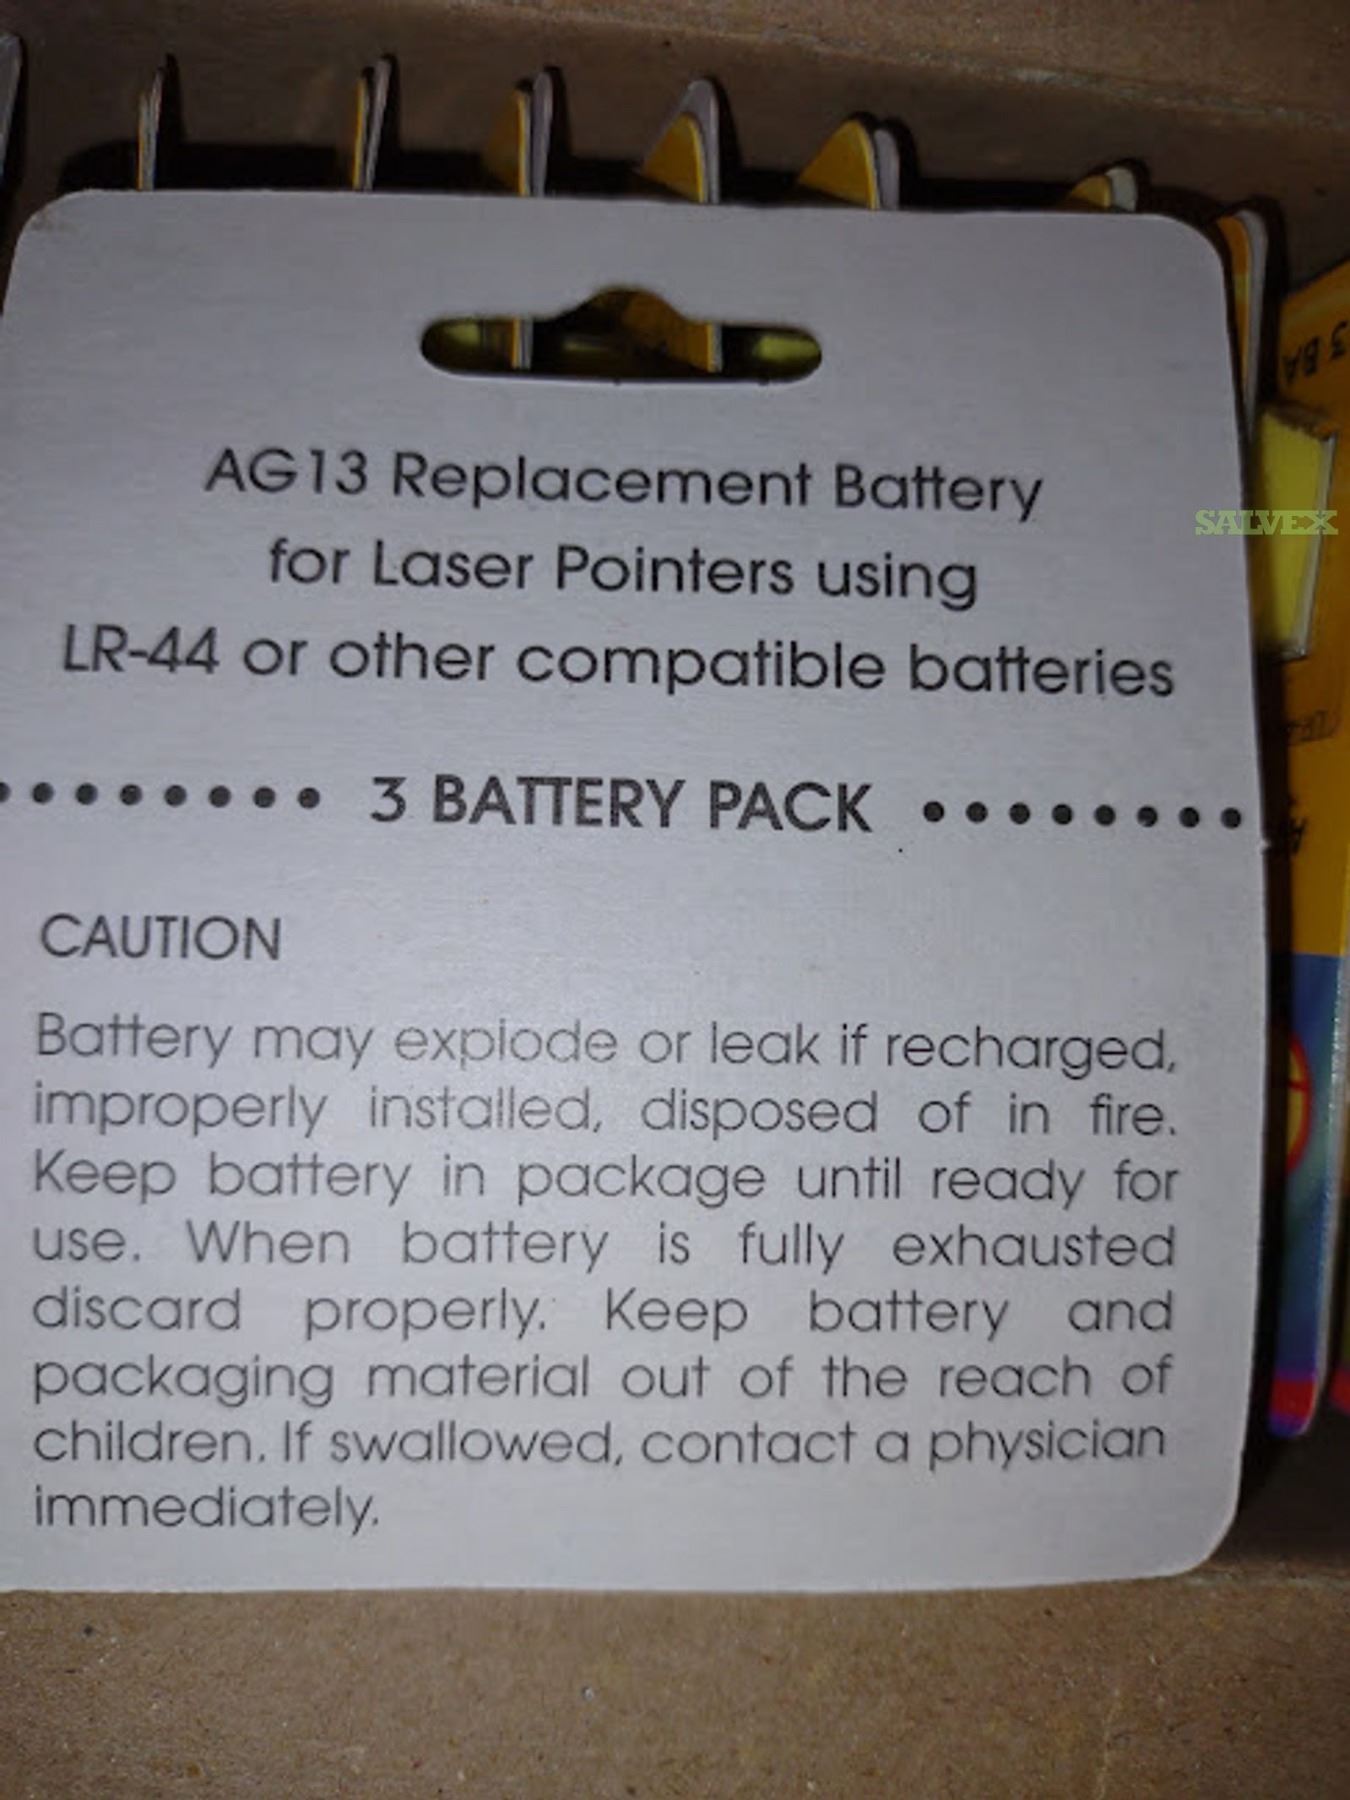 AG13 Replacement Battery
for Laser Pointers using
LR-44 or other compatible batteries
3 BATTERY PACK
CAUTION
Battery may explode or leak if recharged,
improperly installed, disposed of in fire.
Keep battery in package until ready for
use. When battery is fully exhausted
discard properly. Keep battery and
packaging material out of the reach of
children. If swallowed, contact a physician
immediately.
SALVEX
3 BA